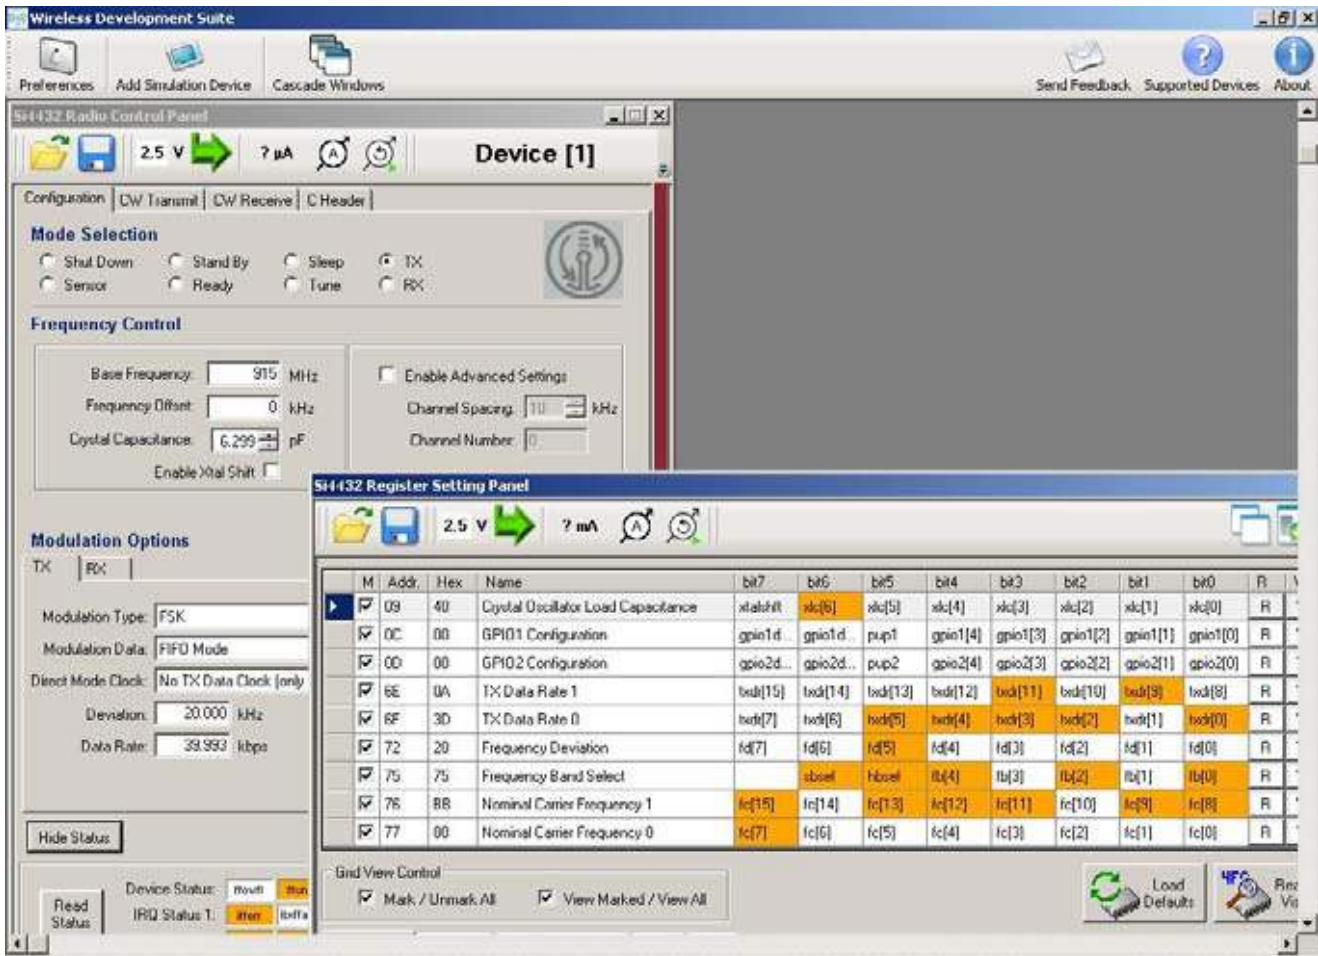 Wireless Development Suite
Preferences Add Simulation Device Cascade Windows Send Feedback Supported Devices About
Si4432 Radio Control Panel
2.5 V ? µA Device [1]
Configuration CW Transmit CW Receive C Header
Mode Selection
Shut Down Stand By Sleep TX
Sensor Ready Tune RX
Frequency Control
Base Frequency: 915 MHz Enable Advanced Settings
Frequency Offset: 0 kHz Channel Spacing: 10 kHz
Crystal Capacitance: 6.299 pF Channel Number: 0
Enable Xtal Shift
Si4432 Register Setting Panel
2.5 V ? mA
Modulation Options
TX RX
Modulation Type: FSK
Modulation Data: FIFO Mode
Direct Mode Clock: No TX Data Clock (only
Deviation: 20.000 kHz
Data Rate: 39.993 kbps
M Addr. Hex Name bit7 bit6 bit5 bit4 bit3 bit2 bit1 bit0 R
09 40 Crystal Oscillator Load Capacitance xtalshft xlc[6] xlc[5] xlc[4] xlc[3] xlc[2] xlc[1] xlc[0] R
0C 00 GPIO1 Configuration gpio1d... gpio1d... pup1 gpio1[4] gpio1[3] gpio1[2] gpio1[1] gpio1[0] R
0D 00 GPIO2 Configuration gpio2d... gpio2d... pup2 gpio2[4] gpio2[3] gpio2[2] gpio2[1] gpio2[0] R
6E 0A TX Data Rate 1 txdr[15] txdr[14] txdr[13] txdr[12] txdr[11] txdr[10] txdr[9] txdr[8] R
6F 3D TX Data Rate 0 txdr[7] txdr[6] txdr[5] txdr[4] txdr[3] txdr[2] txdr[1] txdr[0] R
72 20 Frequency Deviation fd[7] fd[6] fd[5] fd[4] fd[3] fd[2] fd[1] fd[0] R
75 75 Frequency Band Select sbsel hbsel fb[4] fb[3] fb[2] fb[1] fb[0] R
76 BB Nominal Carrier Frequency 1 fc[15] fc[14] fc[13] fc[12] fc[11] fc[10] fc[9] fc[8] R
77 80 Nominal Carrier Frequency 0 fc[7] fc[6] fc[5] fc[4] fc[3] fc[2] fc[1] fc[0] R
Hide Status
Grid View Control
Mark / Unmark All View Marked / View All
Load Defaults
Read Status
Device Status: ffovfl
IRQ Status 1: ifferr